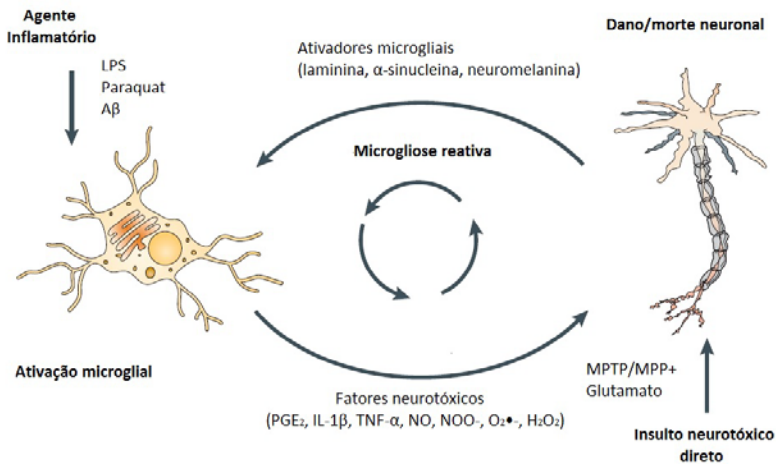 Agente
Inflamatório
LPS
Paraquat
Aβ
Ativação microglial
Ativadores microgliais
(laminina, α-sinucleina, neuromelanina)
Microgliose reativa
Fatores neurotóxicos
(PGE₂, IL-1β, TNF-α, NO, NOO-, O₂•-, H₂O₂)
Dano/morte neuronal
MPTP/MPP+
Glutamato
Insulto neurotóxico
direto